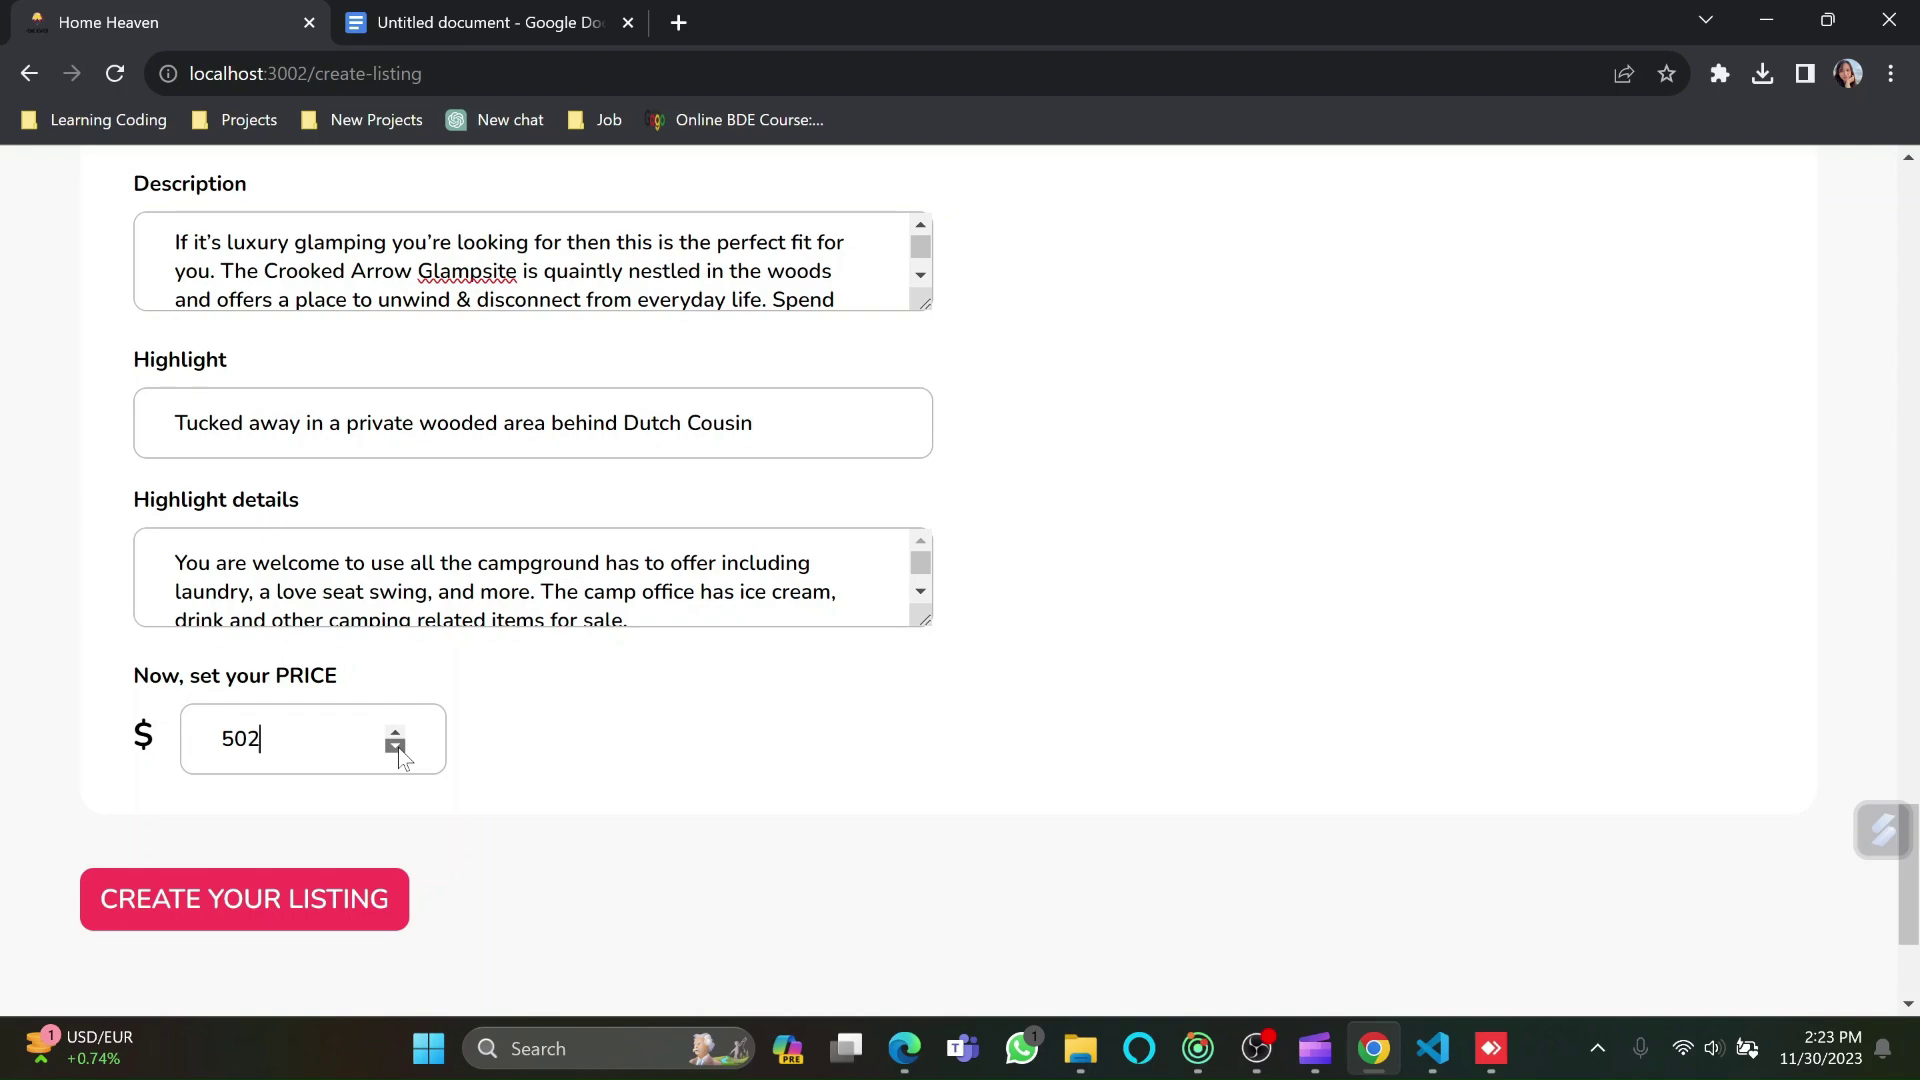 Home Heaven
Untitled document - Google Do
localhost:3002/create-listing
Learning Coding
Projects
New Projects
New chat
Job
Online BDE Course:...
Description
If it’s luxury glamping you’re looking for then this is the perfect fit for
you. The Crooked Arrow Glampsite is quaintly nestled in the woods
and offers a place to unwind & disconnect from everyday life. Spend
Highlight
Tucked away in a private wooded area behind Dutch Cousin
Highlight details
You are welcome to use all the campground has to offer including
laundry, a love seat swing, and more. The camp office has ice cream,
drink and other camping related items for sale.
Now, set your PRICE
$ 502
CREATE YOUR LISTING
1
USD/EUR
+0.74%
Search
PRE
T
1
2:23 PM
11/30/2023